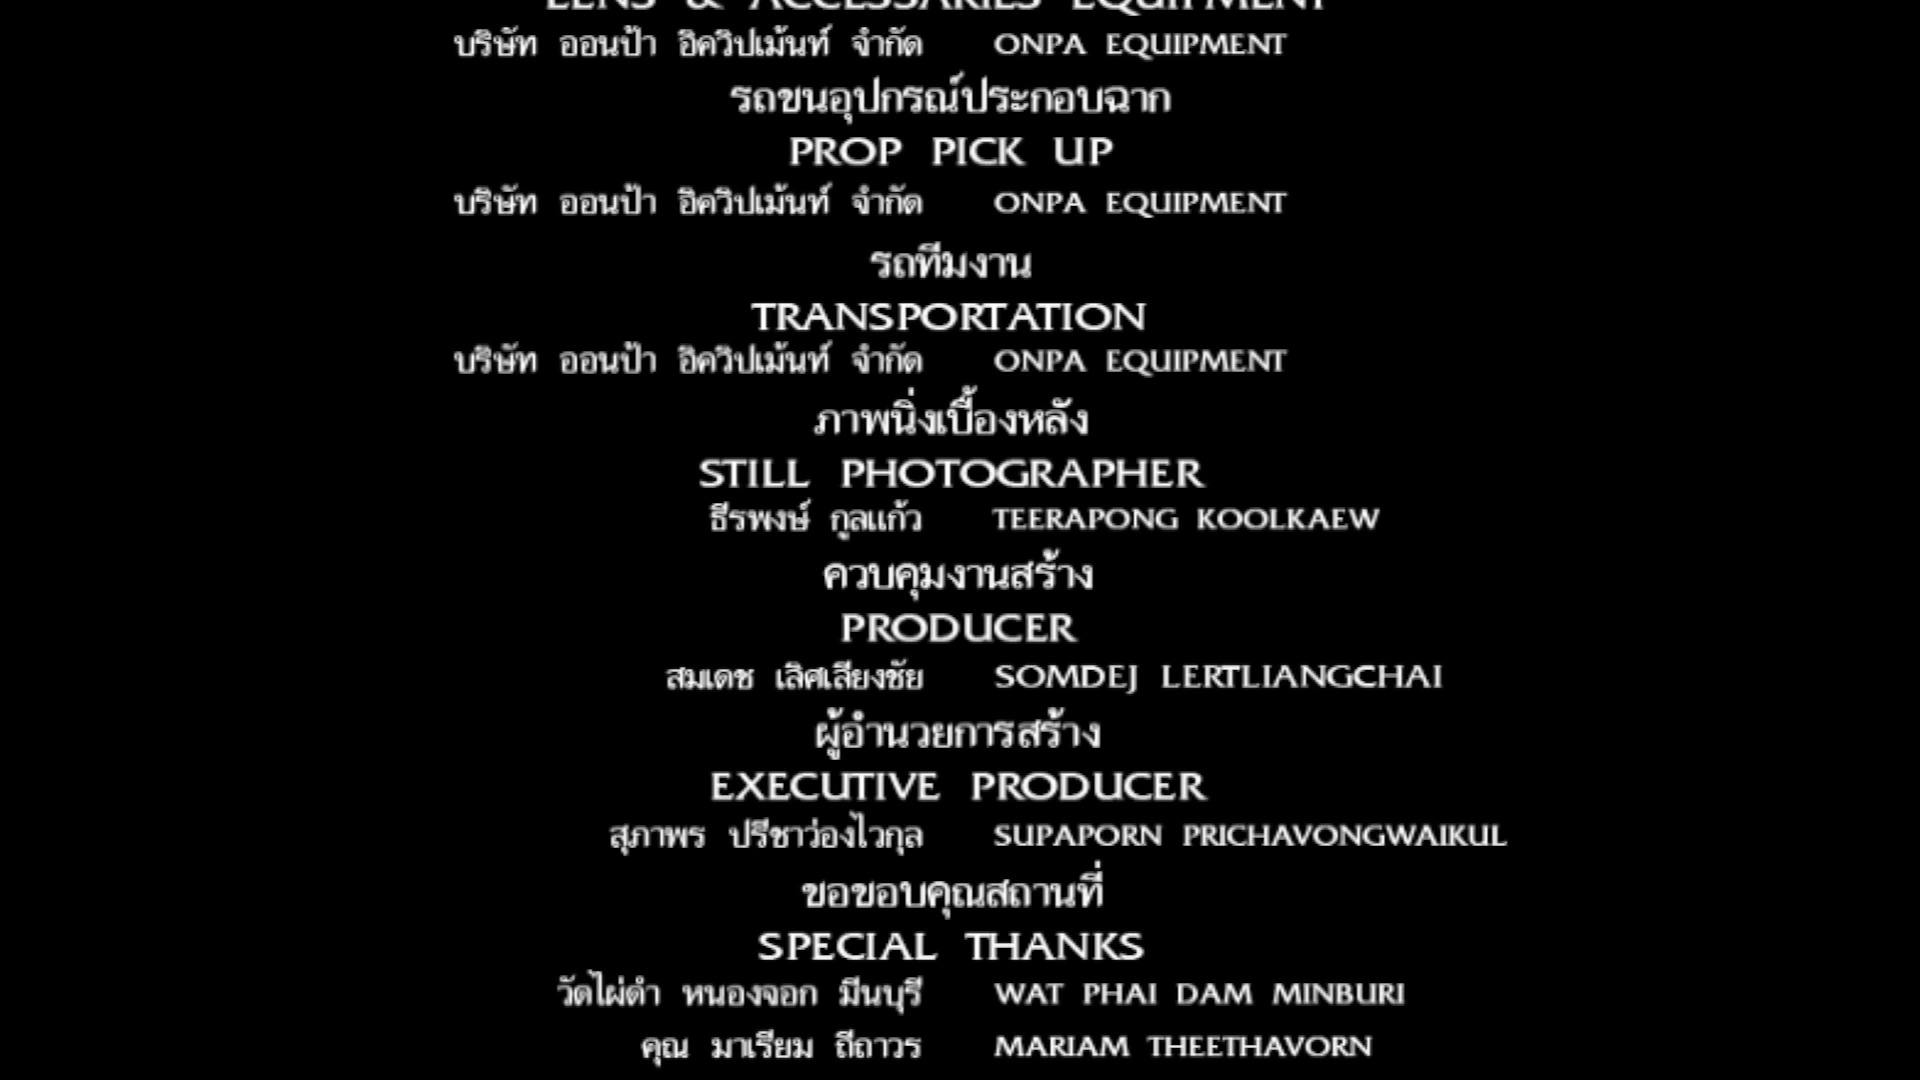 LENS & ACCESSARIES EQUIPMENT
บริษัท ออนป้า อิควิปเม้นท์ จำกัด ONPA EQUIPMENT
รถขนอุปกรณ์ประกอบฉาก
PROP PICK UP
บริษัท ออนป้า อิควิปเม้นท์ จำกัด ONPA EQUIPMENT
รถทีมงาน
TRANSPORTATION
บริษัท ออนป้า อิควิปเม้นท์ จำกัด ONPA EQUIPMENT
ภาพนิ่งเบื้องหลัง
STILL PHOTOGRAPHER
ธีรพงษ์ กูลแก้ว TEERAPONG KOOLKAEW
ควบคุมงานสร้าง
PRODUCER
สมเดช เลิศเลียงชัย SOMDEJ LERTLIANGCHAI
ผู้อำนวยการสร้าง
EXECUTIVE PRODUCER
สุภาพร ปรีชาว่องไวกุล SUPAPORN PRICHAVONGWAIKUL
ขอขอบคุณสถานที่
SPECIAL THANKS
วัดไผ่ดำ หนองจอก มีนบุรี WAT PHAI DAM MINBURI
คุณ มาเรียม ถีถาวร MARIAM THEETHAVORN